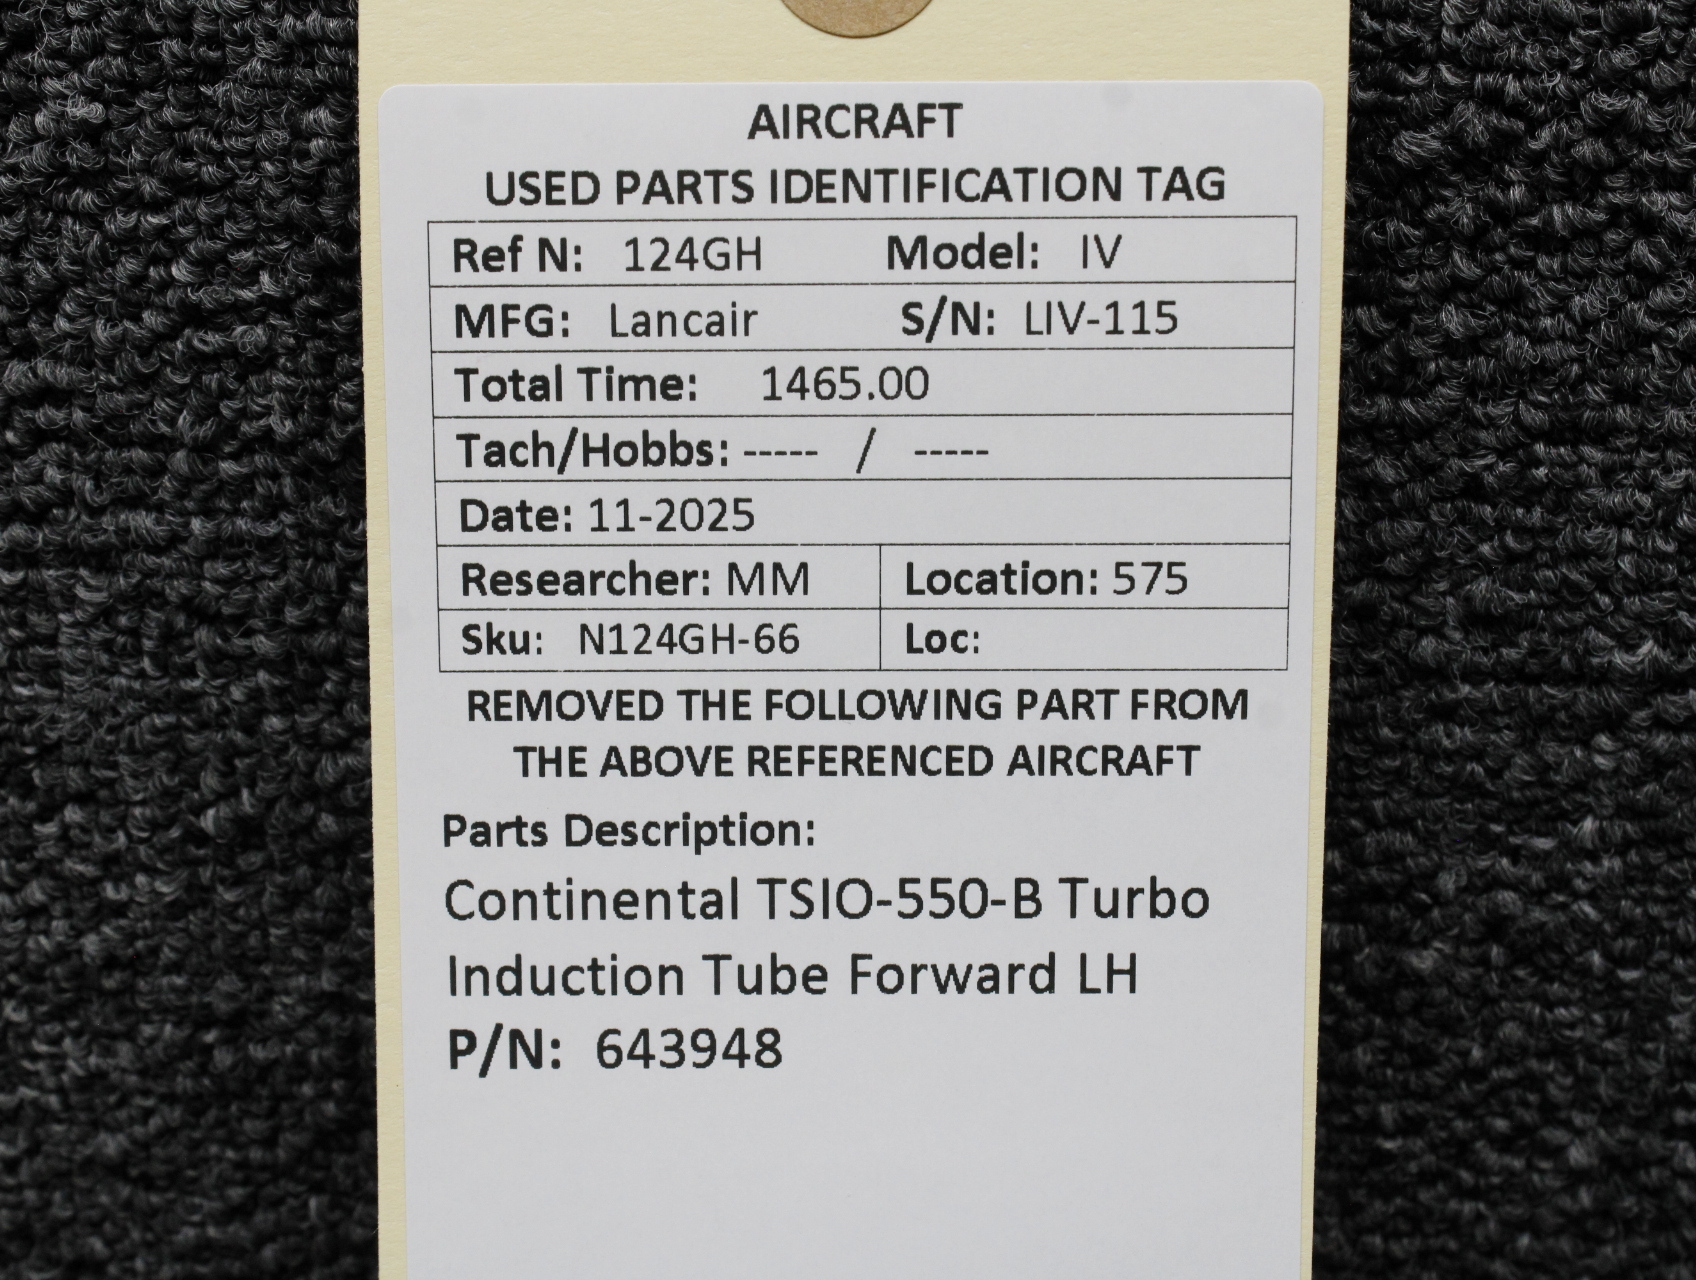 AIRCRAFT
USED PARTS IDENTIFICATION TAG
Ref N: 124GH Model: IV
MFG: Lancair S/N: LIV-115
Total Time: 1465.00
Tach/Hobbs: ----- / -----
Date: 11-2025
Researcher: MM Location: 575
Sku: N124GH-66 Loc:
REMOVED THE FOLLOWING PART FROM
THE ABOVE REFERENCED AIRCRAFT
Parts Description:
Continental TSIO-550-B Turbo
Induction Tube Forward LH
P/N: 643948